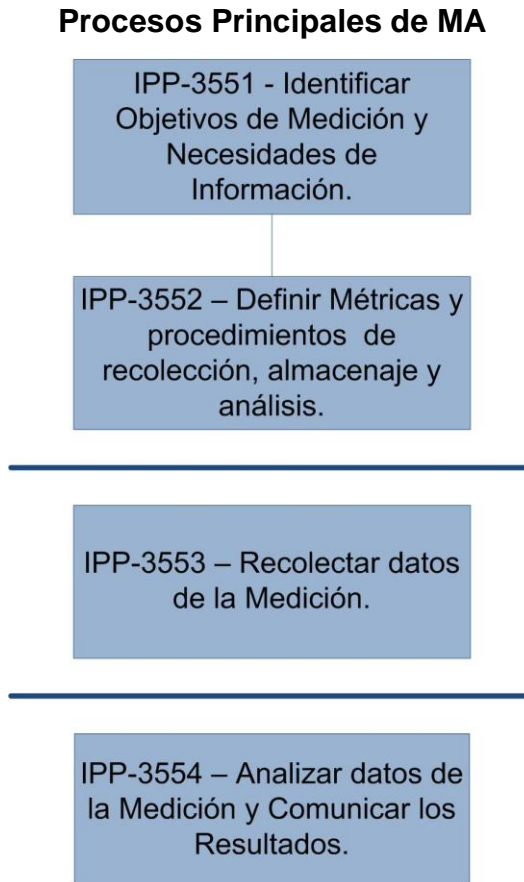 Procesos Principales de MA
IPP-3551 - Identificar
Objetivos de Medición y
Necesidades de
Información.
IPP-3552 – Definir Métricas y
procedimientos de
recolección, almacenaje y
análisis.
IPP-3553 – Recolectar datos
de la Medición.
IPP-3554 – Analizar datos de
la Medición y Comunicar los
Resultados.